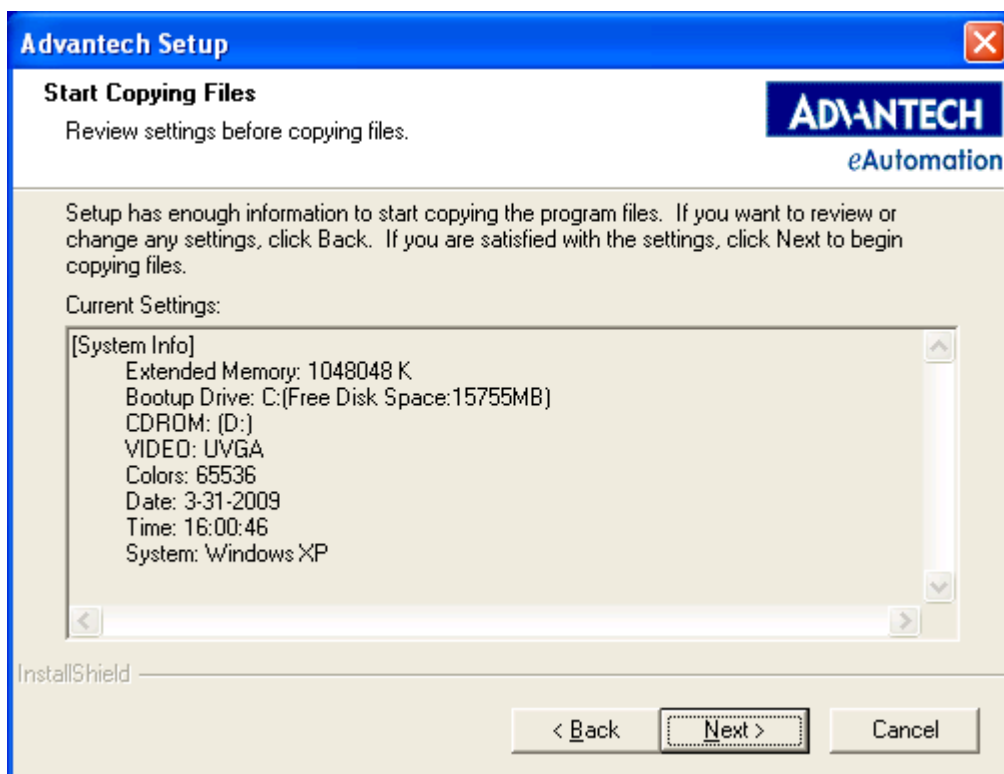 Advantech Setup
Start Copying Files
Review settings before copying files.
ADVANTECH
eAutomation
Setup has enough information to start copying the program files. If you want to review or
change any settings, click Back. If you are satisfied with the settings, click Next to begin
copying files.
Current Settings:
[System Info]
Extended Memory: 1048048 K
Bootup Drive: C:(Free Disk Space:15755MB)
CDROM: (D:)
VIDEO: UVGA
Colors: 65536
Date: 3-31-2009
Time: 16:00:46
System: Windows XP
InstallShield
< Back
Next >
Cancel